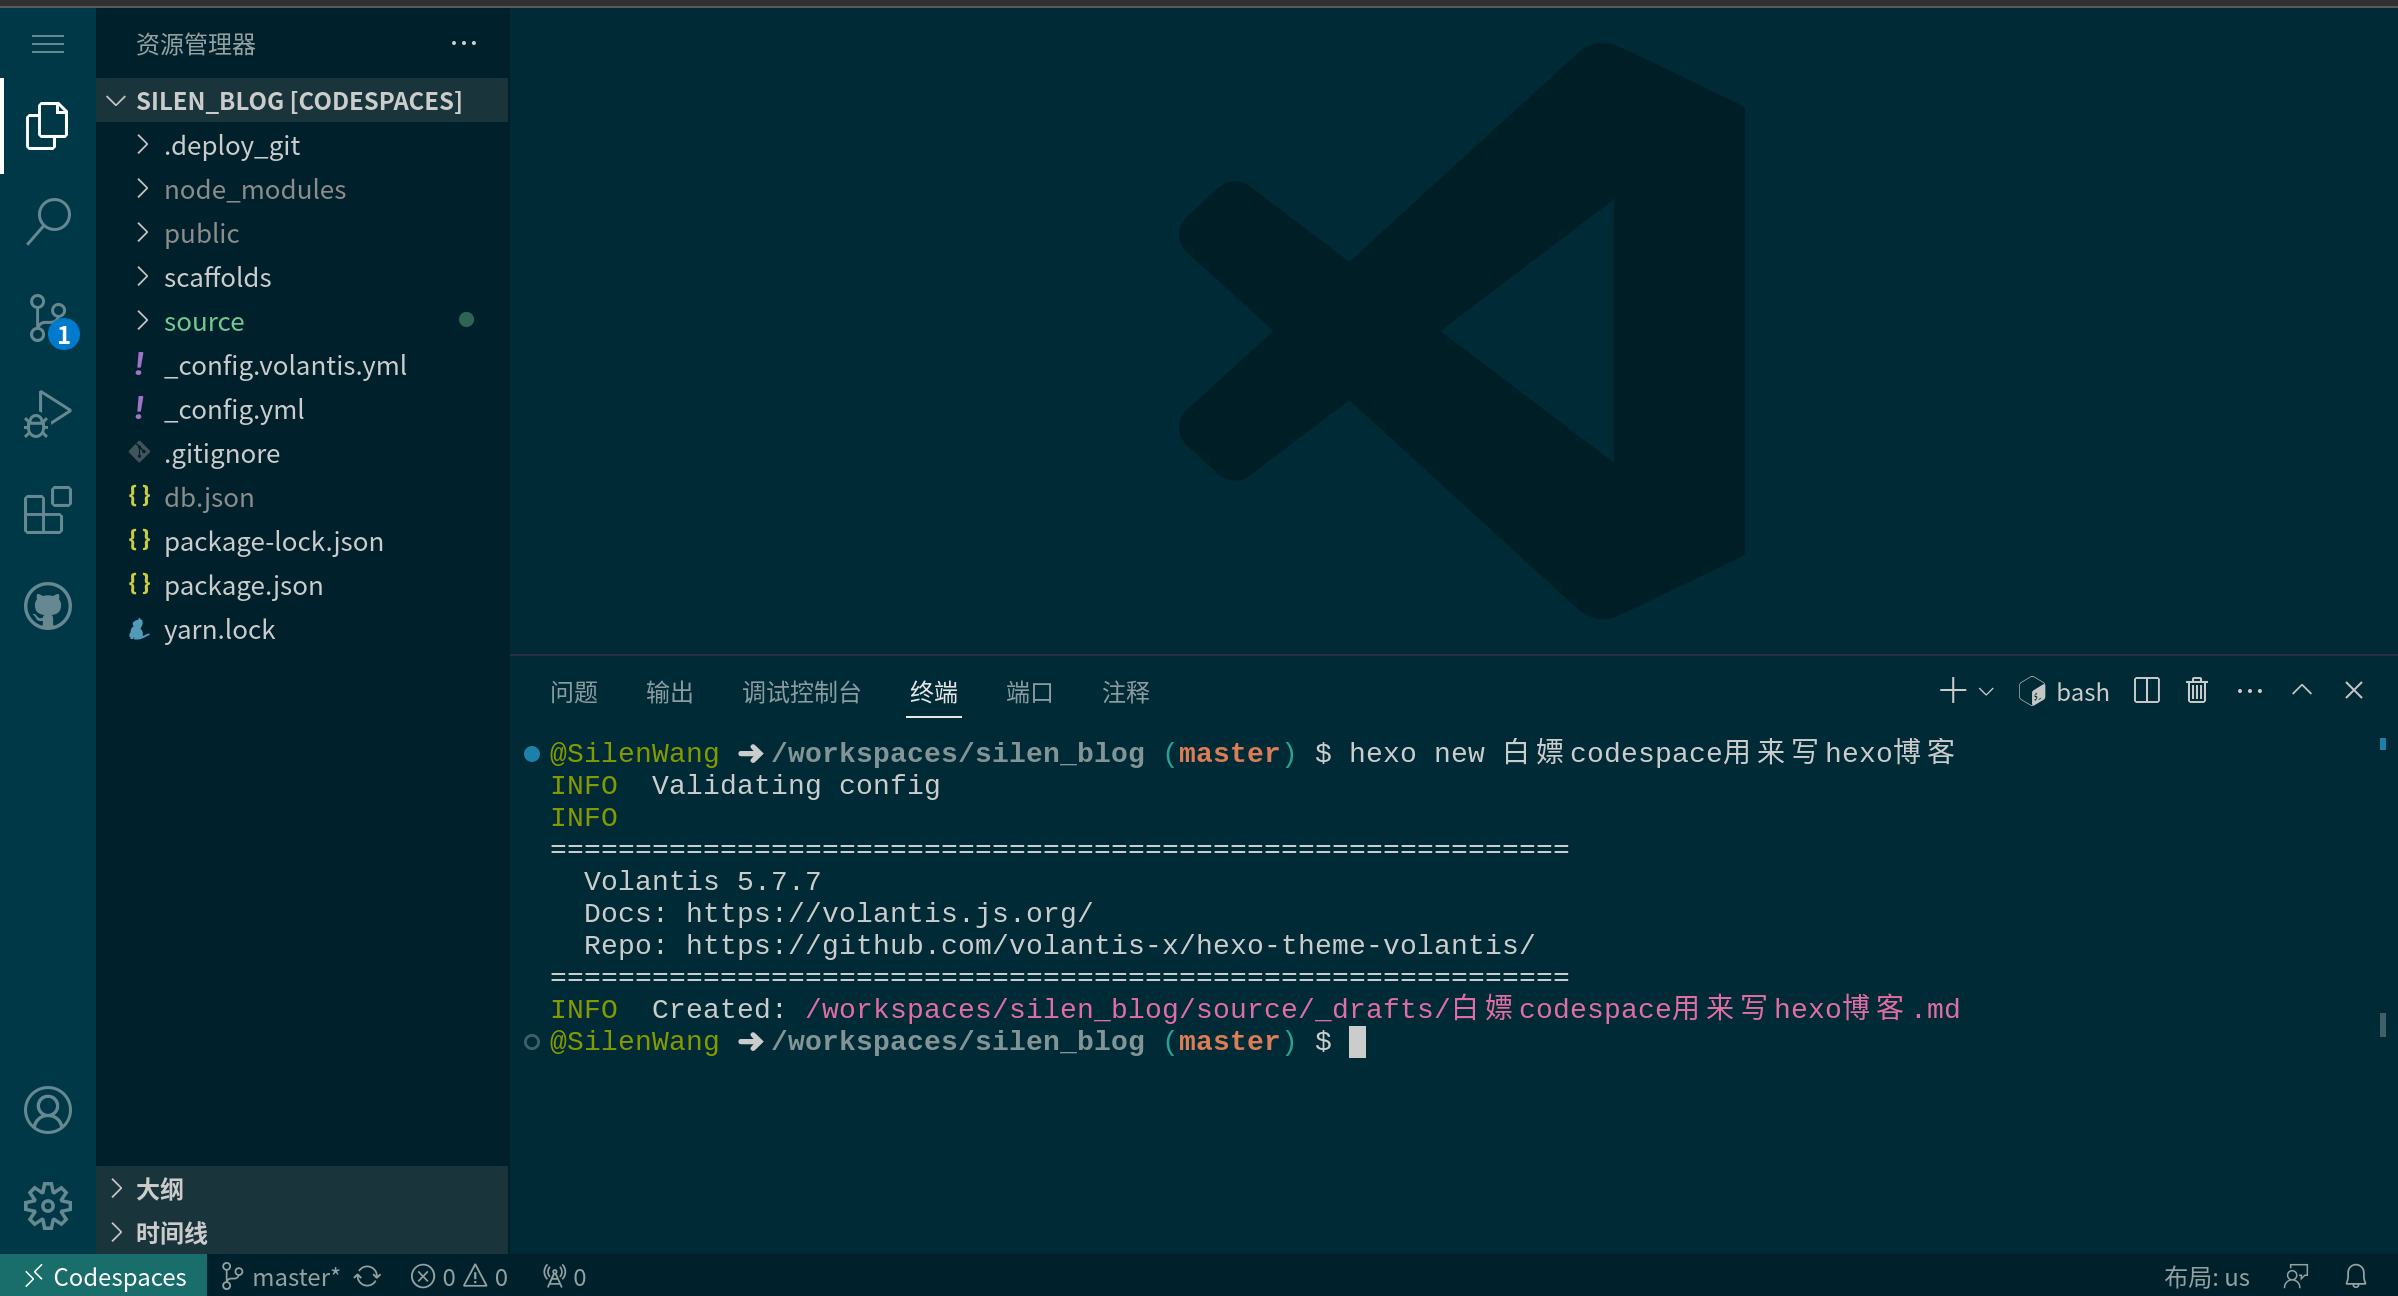 资源管理器
SILEN_BLOG [CODESPACES]
.deploy_git
node_modules
public
scaffolds
source
_config.volantis.yml
_config.yml
.gitignore
db.json
package-lock.json
package.json
yarn.lock
大纲
时间线
1
问题 输出 调试控制台 终端 端口 注释
bash
@SilenWang ➜ /workspaces/silen_blog (master) $ hexo new 白嫖codespace用来写hexo博客
INFO  Validating config
INFO
============================================================
  Volantis 5.7.7
  Docs: https://volantis.js.org/
  Repo: https://github.com/volantis-x/hexo-theme-volantis/
============================================================
INFO  Created: /workspaces/silen_blog/source/_drafts/白嫖codespace用来写hexo博客.md
@SilenWang ➜ /workspaces/silen_blog (master) $
Codespaces master* 0 0 0 布局: us